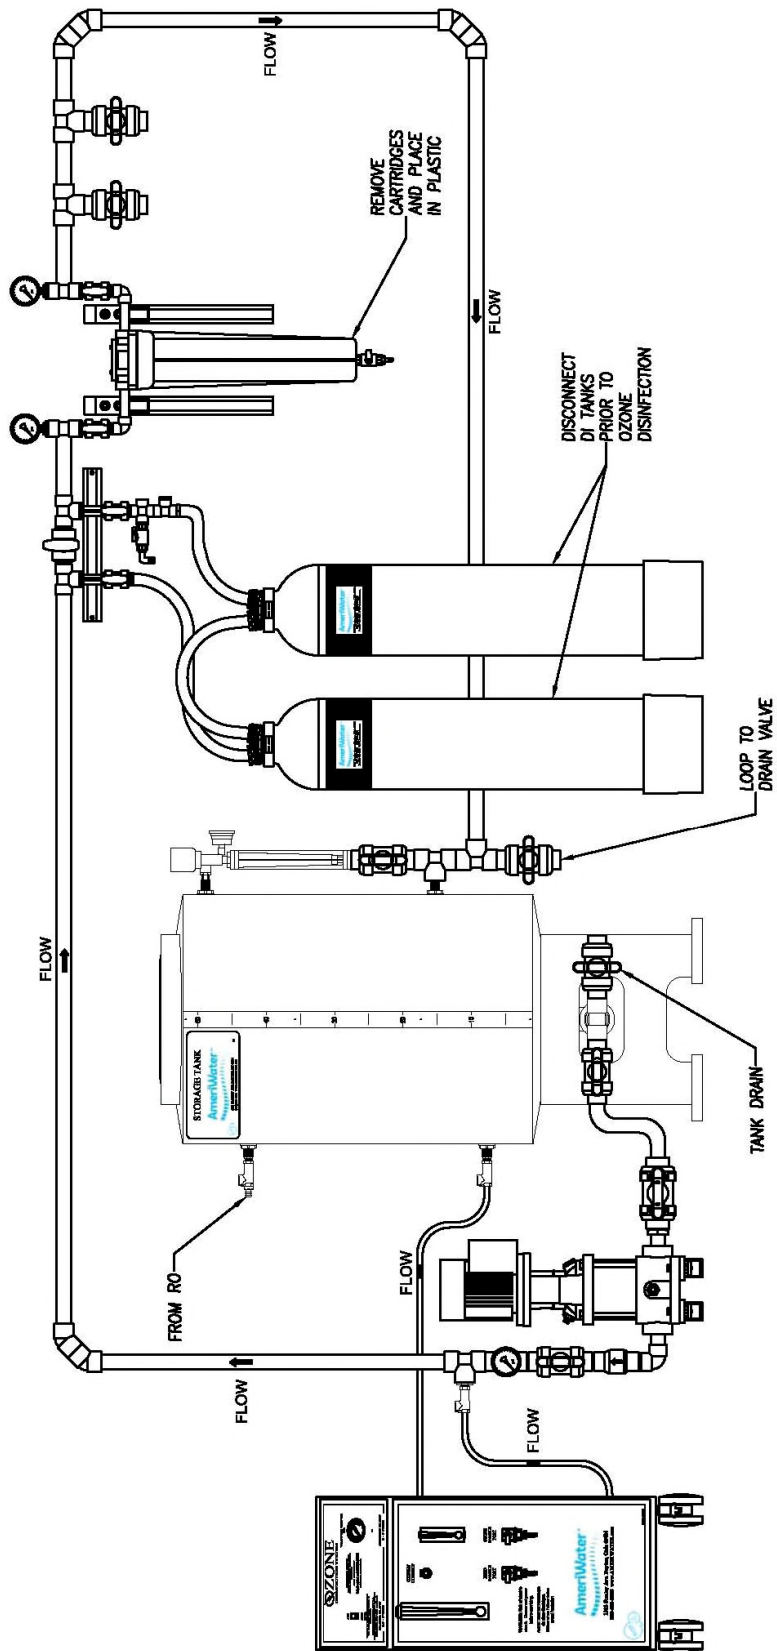 FLOW
FLOW
REMOVE
CARTRIDGES
AND PLACE
IN PLASTIC
FLOW
DISCONNECT
DI TANKS
PRIOR TO
OZONE
DISINFECTION
AmeriWater
AmeriWater
LOOP TO
DRAIN VALVE
STORAGE TANK
AmeriWater
TANK DRAIN
FROM RO
FLOW
FLOW
FLOW
OZONE
AmeriWater